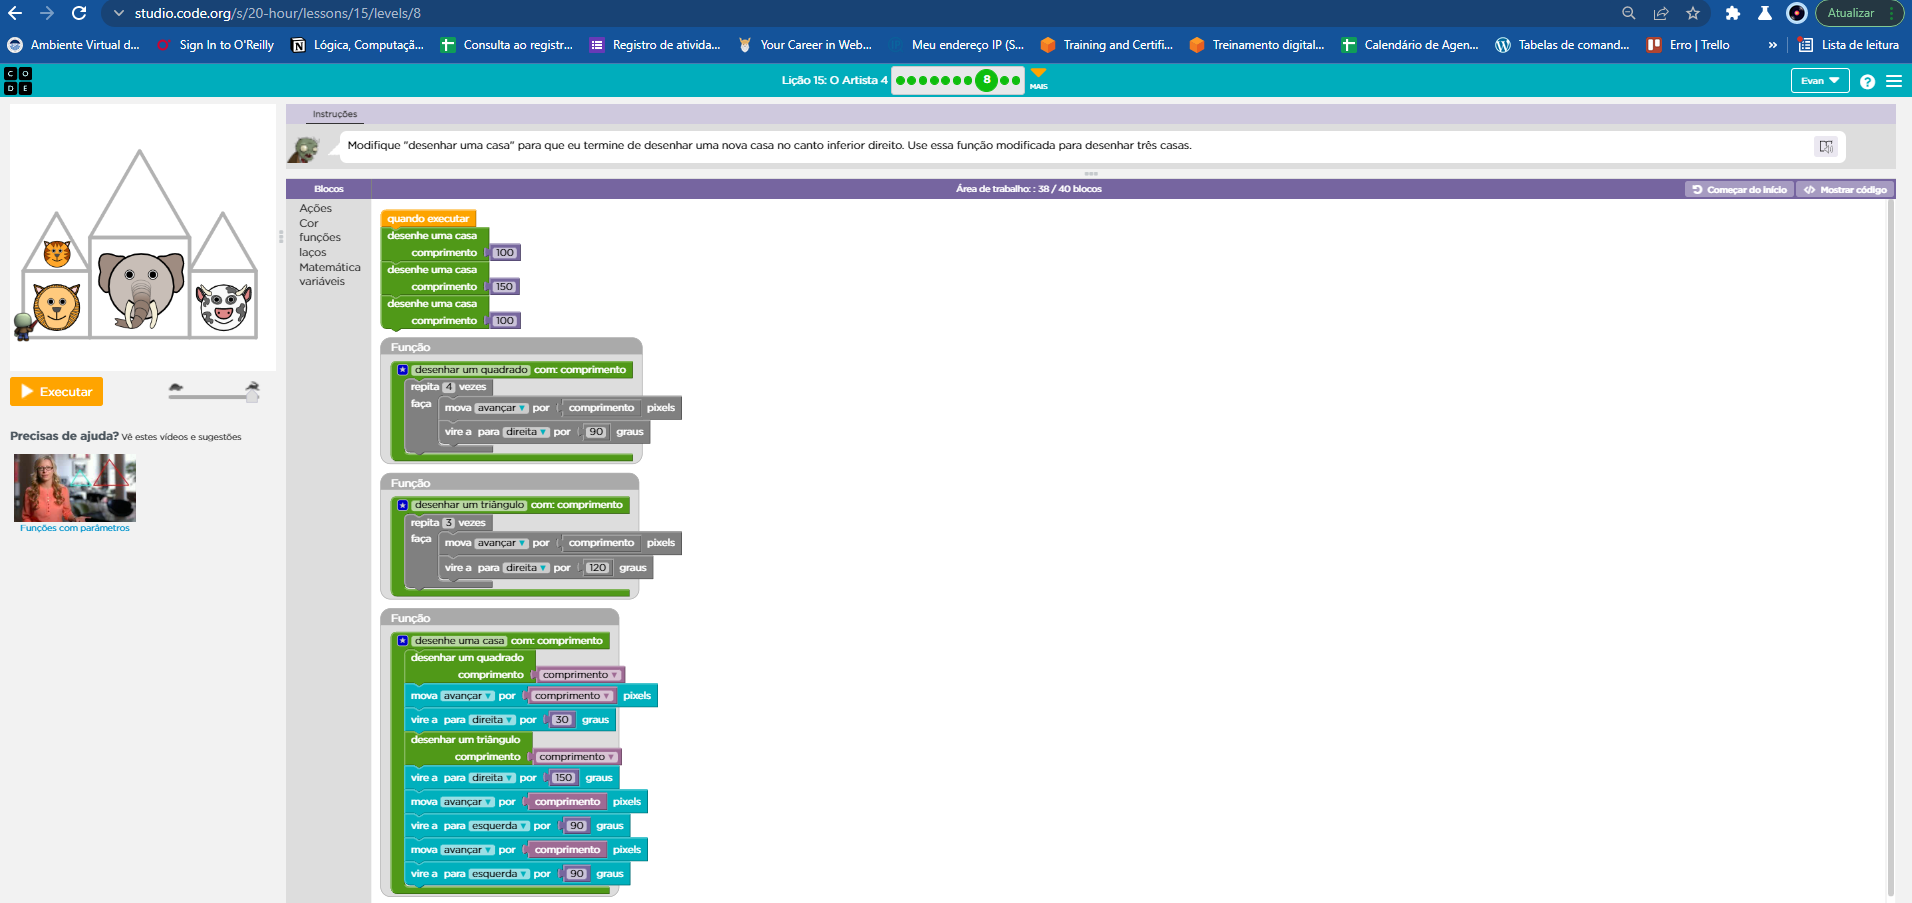 studio.code.org/s/20-hour/lessons/15/levels/8
Atualizar
Ambiente Virtual d...
Sign In to O'Reilly
Lógica, Computaçã...
Consulta ao registr...
Registro de ativida...
Your Career in Web...
Meu endereço IP (S...
Training and Certifi...
Treinamento digital...
Calendário de Agen...
Tabelas de comand...
Erro | Trello
»
Lista de leitura
C O
D E
Lição 15: O Artista 4
8
MAIS
Evan
?
Instruções
Modifique "desenhar uma casa" para que eu termine de desenhar uma nova casa no canto inferior direito. Use essa função modificada para desenhar três casas.
Blocos
Área de trabalho: : 38 / 40 blocos
Começar do início
Mostrar código
Ações
Cor
funções
laços
Matemática
variáveis
quando executar
desenhe uma casa
comprimento 100
desenhe uma casa
comprimento 150
desenhe uma casa
comprimento 100
Função
desenhar um quadrado com: comprimento
repita 4 vezes
faça
mova avançar por comprimento pixels
vire a para direita por 90 graus
Função
desenhar um triângulo com: comprimento
repita 3 vezes
faça
mova avançar por comprimento pixels
vire a para direita por 120 graus
Função
desenhe uma casa com: comprimento
desenhar um quadrado
comprimento comprimento
mova avançar por comprimento pixels
vire a para direita por 30 graus
desenhar um triângulo
comprimento comprimento
vire a para direita por 150 graus
mova avançar por comprimento pixels
vire a para esquerda por 90 graus
mova avançar por comprimento pixels
vire a para esquerda por 90 graus
Executar
Precisas de ajuda? Vê estes vídeos e sugestões
Funções com parâmetros